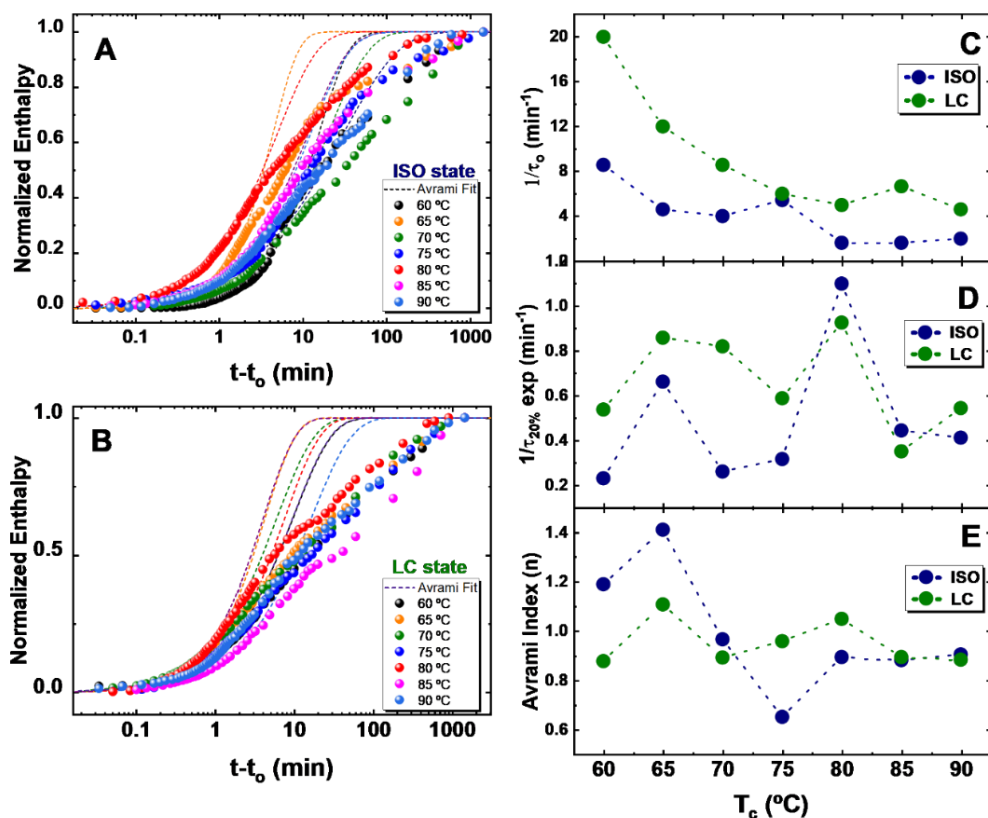 A
Normalized Enthalpy
1.0
0.8
0.6
0.4
0.2
0.0
ISO state
Avrami Fit
60 ºC
65 ºC
70 ºC
75 ºC
80 ºC
85 ºC
90 ºC
0.1 1 10 100 1000
t-to (min)
B
Normalized Enthalpy
1.0
0.5
0.0
LC state
Avrami Fit
60 ºC
65 ºC
70 ºC
75 ºC
80 ºC
85 ºC
90 ºC
0.1 1 10 100 1000
t-to (min)
C
1/τo (min-1)
20
16
12
8
4
ISO
LC
D
1/τ20% exp (min-1)
1.0
0.8
0.6
0.4
0.2
ISO
LC
E
Avrami Index (n)
1.4
1.2
1.0
0.8
0.6
ISO
LC
60 65 70 75 80 85 90
Tc (ºC)